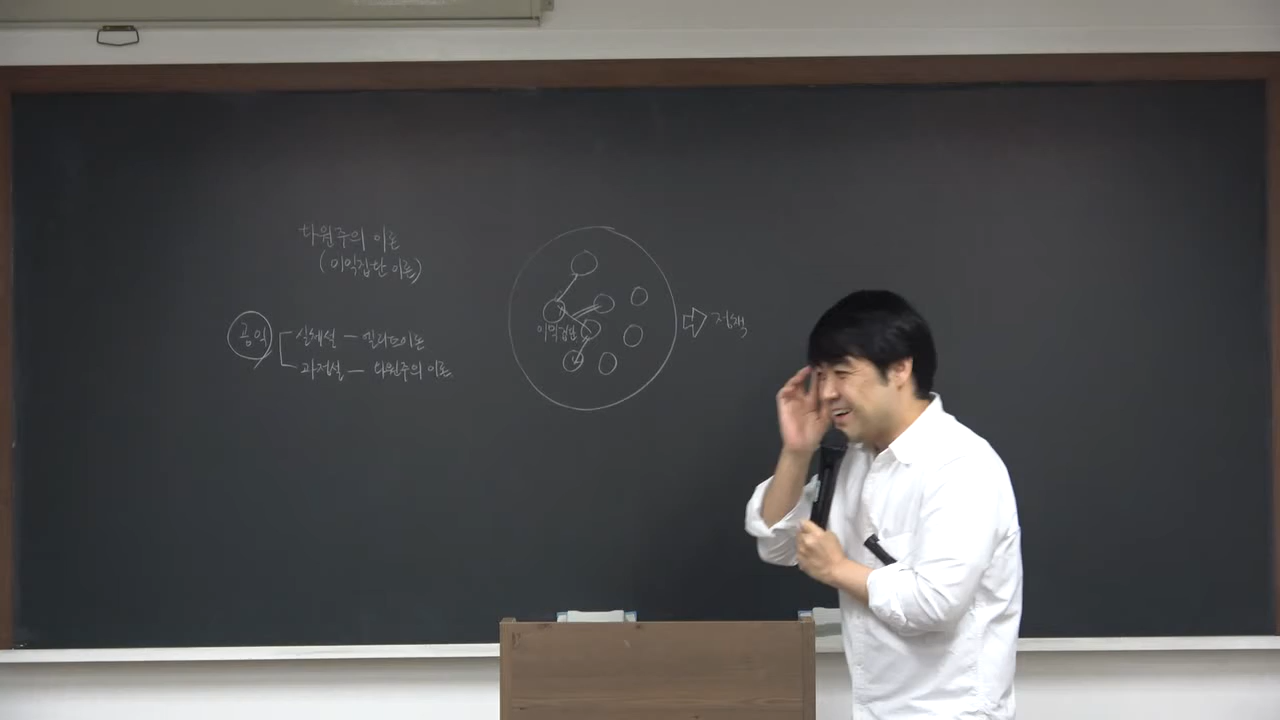 다원주의 이론
(이익집단 이론)
공익
실체설 — 엘리트이론
과정설 — 다원주의 이론
이익집단
정책